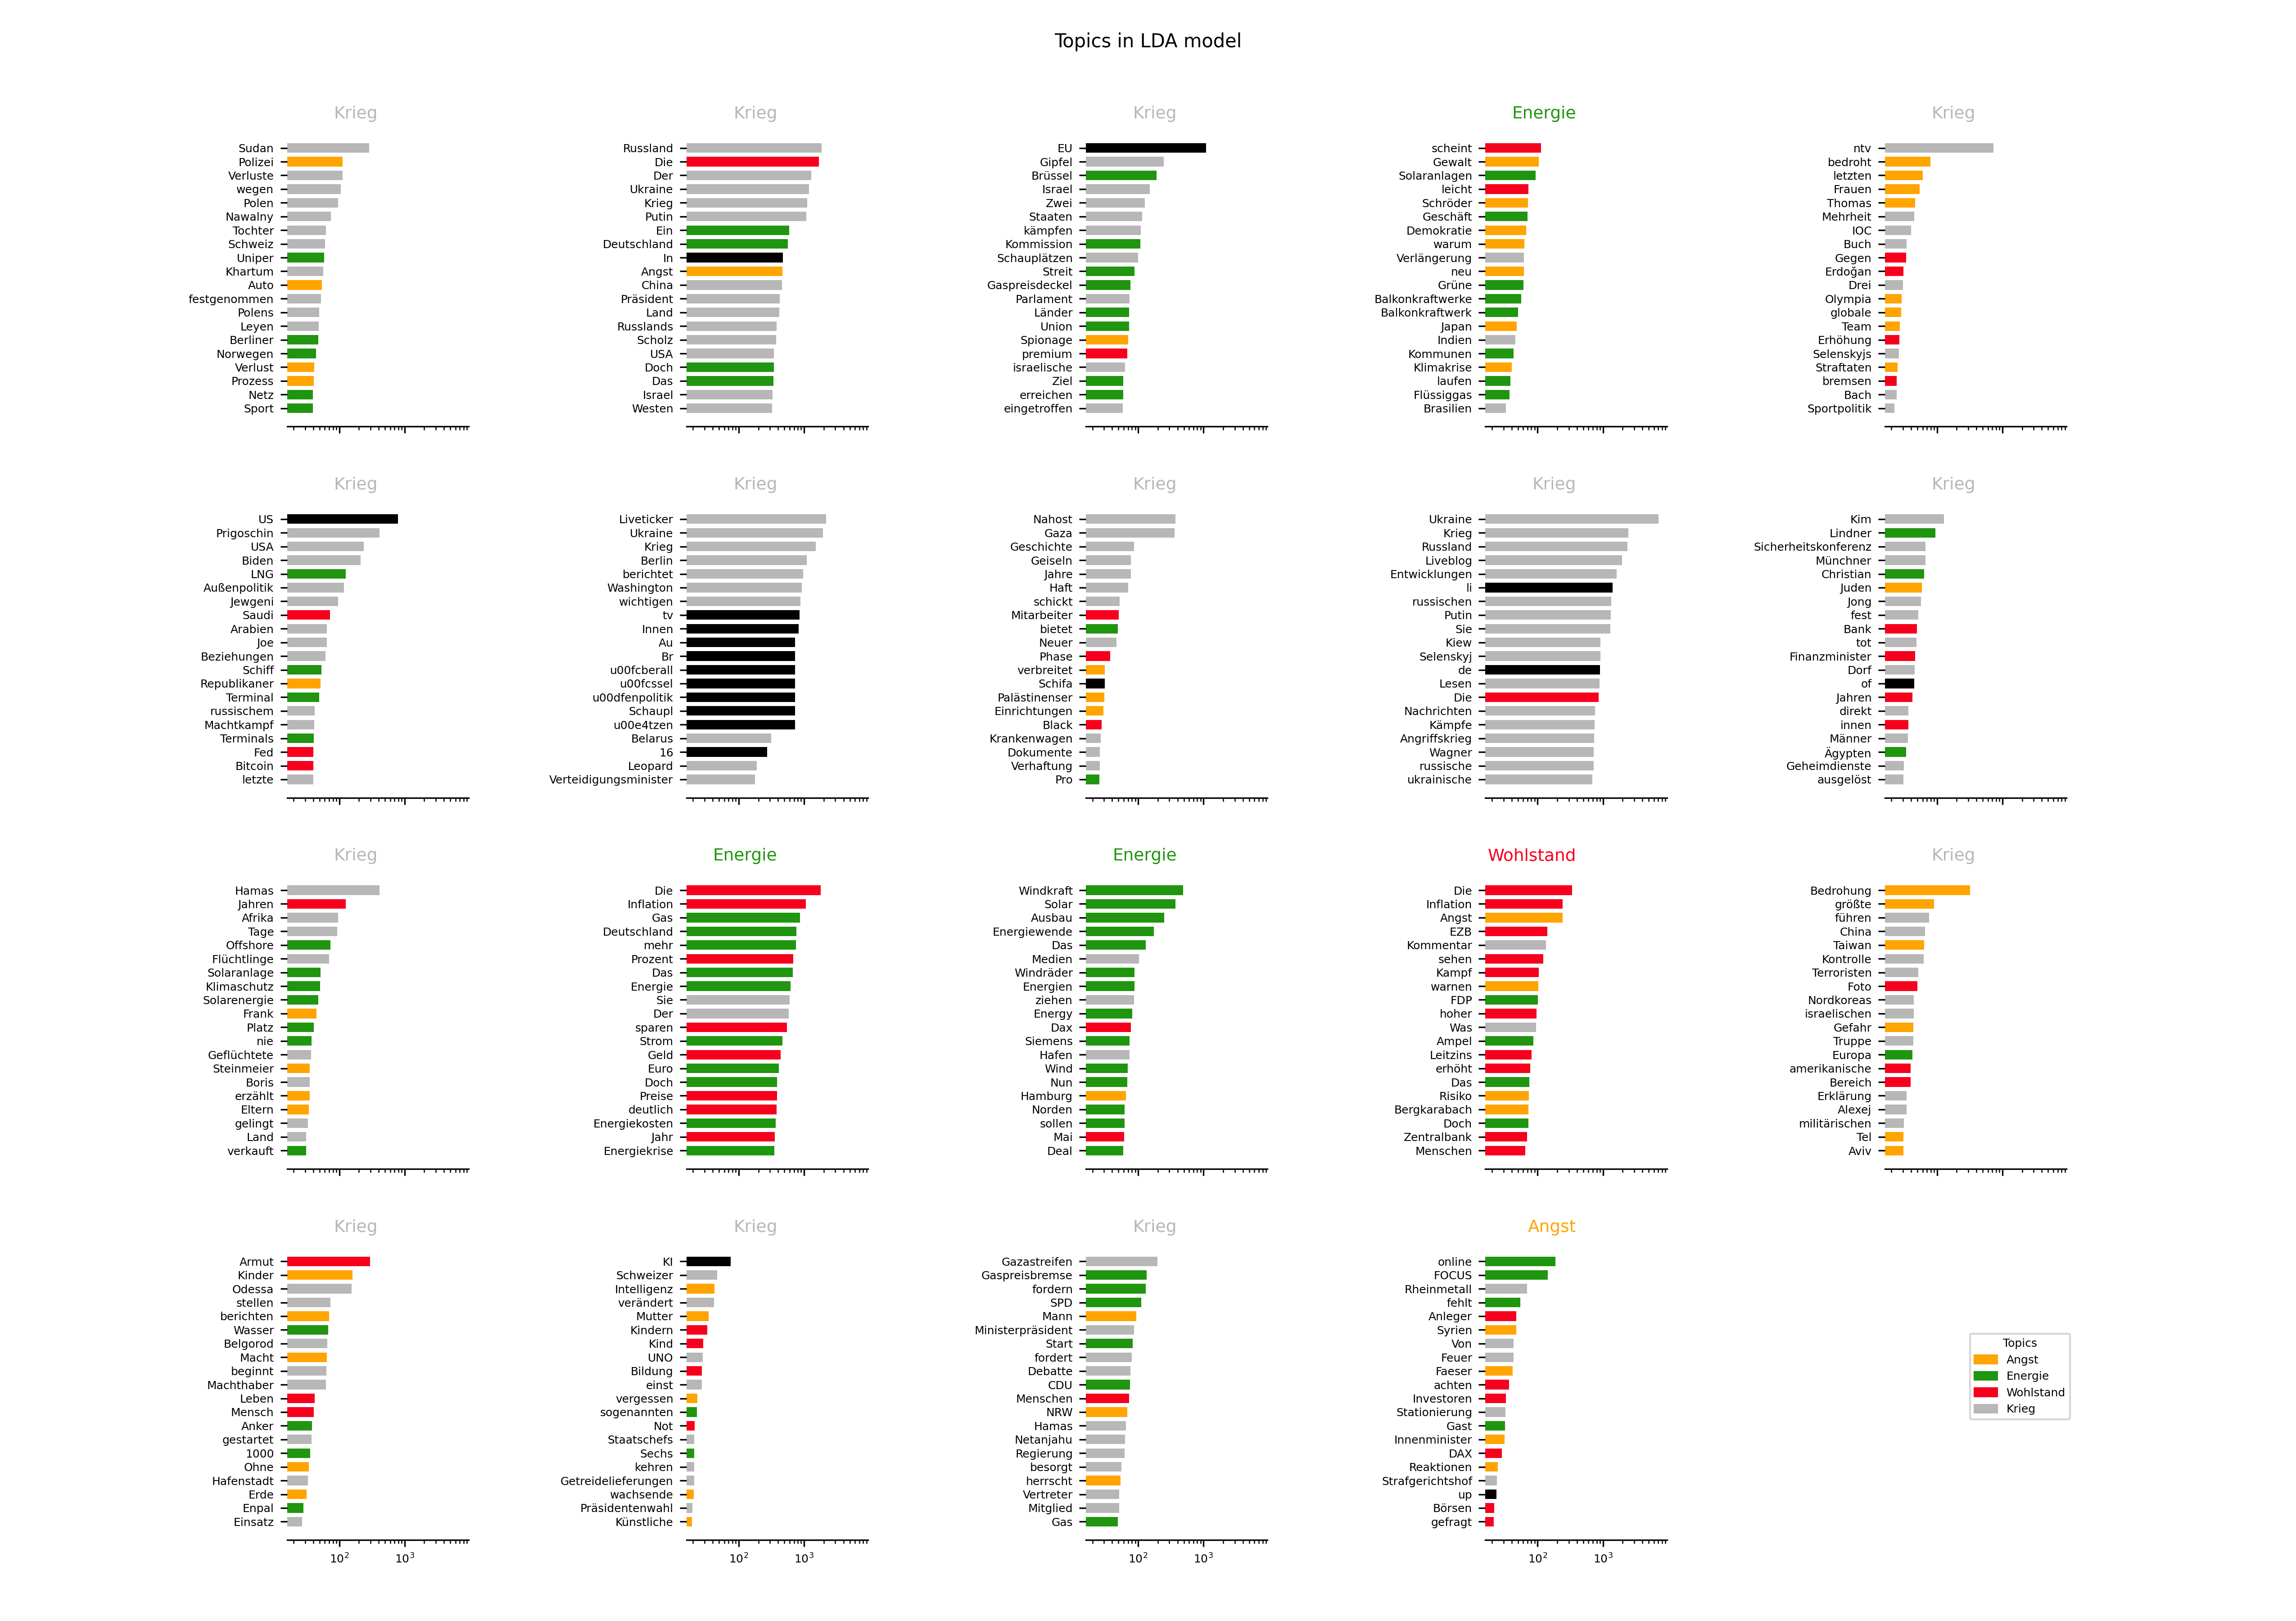 Topics in LDA model
Krieg
Sudan
Polizei
Verluste
wegen
Polen
Nawalny
Tochter
Schweiz
Uniper
Khartum
Auto
festgenommen
Polens
Leyen
Berliner
Norwegen
Verlust
Prozess
Netz
Sport
Krieg
Russland
Die
Der
Ukraine
Krieg
Putin
Ein
Deutschland
In
Angst
China
Präsident
Land
Russlands
Scholz
USA
Doch
Das
Israel
Westen
Krieg
EU
Gipfel
Brüssel
Israel
Zwei
Staaten
kämpfen
Kommission
Schauplätzen
Streit
Gaspreisdeckel
Parlament
Länder
Union
Spionage
premium
israelische
Ziel
erreichen
eingetroffen
Energie
scheint
Gewalt
Solaranlagen
leicht
Schröder
Geschäft
Demokratie
warum
Verlängerung
neu
Grüne
Balkonkraftwerke
Balkonkraftwerk
Japan
Indien
Kommunen
Klimakrise
laufen
Flüssiggas
Brasilien
Krieg
ntv
bedroht
letzten
Frauen
Thomas
Mehrheit
IOC
Buch
Gegen
Erdoğan
Drei
Olympia
globale
Team
Erhöhung
Selenskyjs
Straftaten
bremsen
Bach
Sportpolitik
Krieg
US
Prigoschin
USA
Biden
LNG
Außenpolitik
Jewgeni
Saudi
Arabien
Joe
Beziehungen
Schiff
Republikaner
Terminal
russischem
Machtkampf
Terminals
Fed
Bitcoin
letzte
Krieg
Liveticker
Ukraine
Krieg
Berlin
berichtet
Washington
wichtigen
tv
Innen
Au
Br
u00fcberall
u00fcssel
u00dfenpolitik
Schaupl
u00e4tzen
Belarus
16
Leopard
Verteidigungsminister
Krieg
Nahost
Gaza
Geschichte
Geiseln
Jahre
Haft
schickt
Mitarbeiter
bietet
Neuer
Phase
verbreitet
Schifa
Palästinenser
Einrichtungen
Black
Krankenwagen
Dokumente
Verhaftung
Pro
Krieg
Ukraine
Krieg
Russland
Liveblog
Entwicklungen
li
russischen
Putin
Sie
Kiew
Selenskyj
de
Lesen
Die
Nachrichten
Kämpfe
Angriffskrieg
Wagner
russische
ukrainische
Krieg
Kim
Lindner
Sicherheitskonferenz
Münchner
Christian
Juden
Jong
fest
Bank
tot
Finanzminister
Dorf
of
Jahren
direkt
innen
Männer
Ägypten
Geheimdienste
ausgelöst
Krieg
Hamas
Jahren
Afrika
Tage
Offshore
Flüchtlinge
Solaranlage
Klimaschutz
Solarenergie
Frank
Platz
nie
Geflüchtete
Steinmeier
Boris
erzählt
Eltern
gelingt
Land
verkauft
Energie
Die
Inflation
Gas
Deutschland
mehr
Prozent
Das
Energie
Sie
Der
sparen
Strom
Geld
Euro
Doch
Preise
deutlich
Energiekosten
Jahr
Energiekrise
Energie
Windkraft
Solar
Ausbau
Energiewende
Das
Medien
Windräder
Energien
ziehen
Energy
Dax
Siemens
Hafen
Wind
Nun
Hamburg
Norden
sollen
Mai
Deal
Wohlstand
Die
Inflation
Angst
EZB
Kommentar
sehen
Kampf
warnen
FDP
hoher
Was
Ampel
Leitzins
erhöht
Das
Risiko
Bergkarabach
Doch
Zentralbank
Menschen
Krieg
Bedrohung
größte
führen
China
Taiwan
Kontrolle
Terroristen
Foto
Nordkoreas
israelischen
Gefahr
Truppe
Europa
amerikanische
Bereich
Erklärung
Alexej
militärischen
Tel
Aviv
Krieg
Armut
Kinder
Odessa
stellen
berichten
Wasser
Belgorod
Macht
beginnt
Machthaber
Leben
Mensch
Anker
gestartet
1000
Ohne
Hafenstadt
Erde
Enpal
Einsatz
10² 10³
Krieg
KI
Schweizer
Intelligenz
verändert
Mutter
Kindern
Kind
UNO
Bildung
einst
vergessen
sogenannten
Not
Staatschefs
Sechs
kehren
Getreidelieferungen
wachsende
Präsidentenwahl
Künstliche
10² 10³
Krieg
Gazastreifen
Gaspreisbremse
fordern
SPD
Mann
Ministerpräsident
Start
fordert
Debatte
CDU
Menschen
NRW
Hamas
Netanjahu
Regierung
besorgt
herrscht
Vertreter
Mitglied
Gas
10² 10³
Angst
online
FOCUS
Rheinmetall
fehlt
Anleger
Syrien
Von
Feuer
Faeser
achten
Investoren
Stationierung
Gast
Innenminister
DAX
Reaktionen
Strafgerichtshof
up
Börsen
gefragt
10² 10³
Topics
Angst
Energie
Wohlstand
Krieg